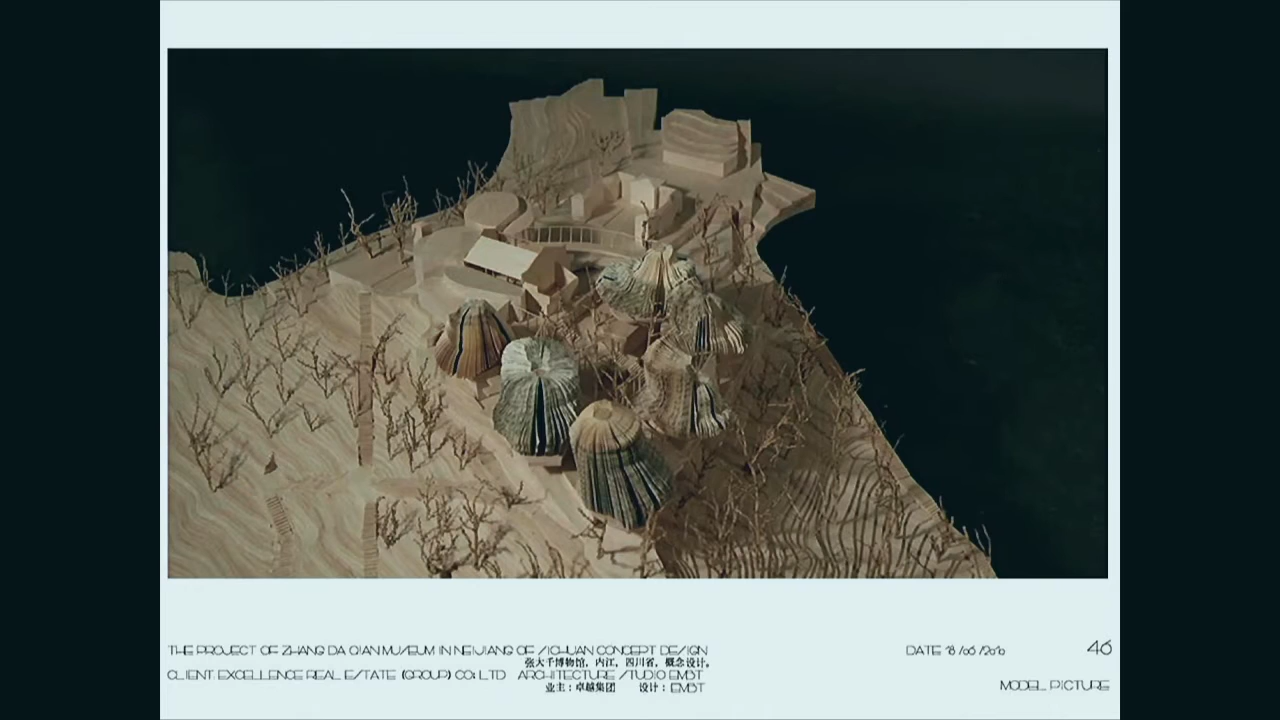 THE PROJECT OF ZHANG DA QIAN MUSEUM IN NEIJIANG OF SICHUAN CONCEPT DESIGN
张大千博物馆，内江，四川省，概念设计。
CLIENT: EXCELLENCE REAL ESTATE (GROUP) CO; LTD ARCHITECTURE STUDIO EMBT
业主：卓越集团 设计：EMBT
DATE 18/06/2010
46
MODEL PICTURE